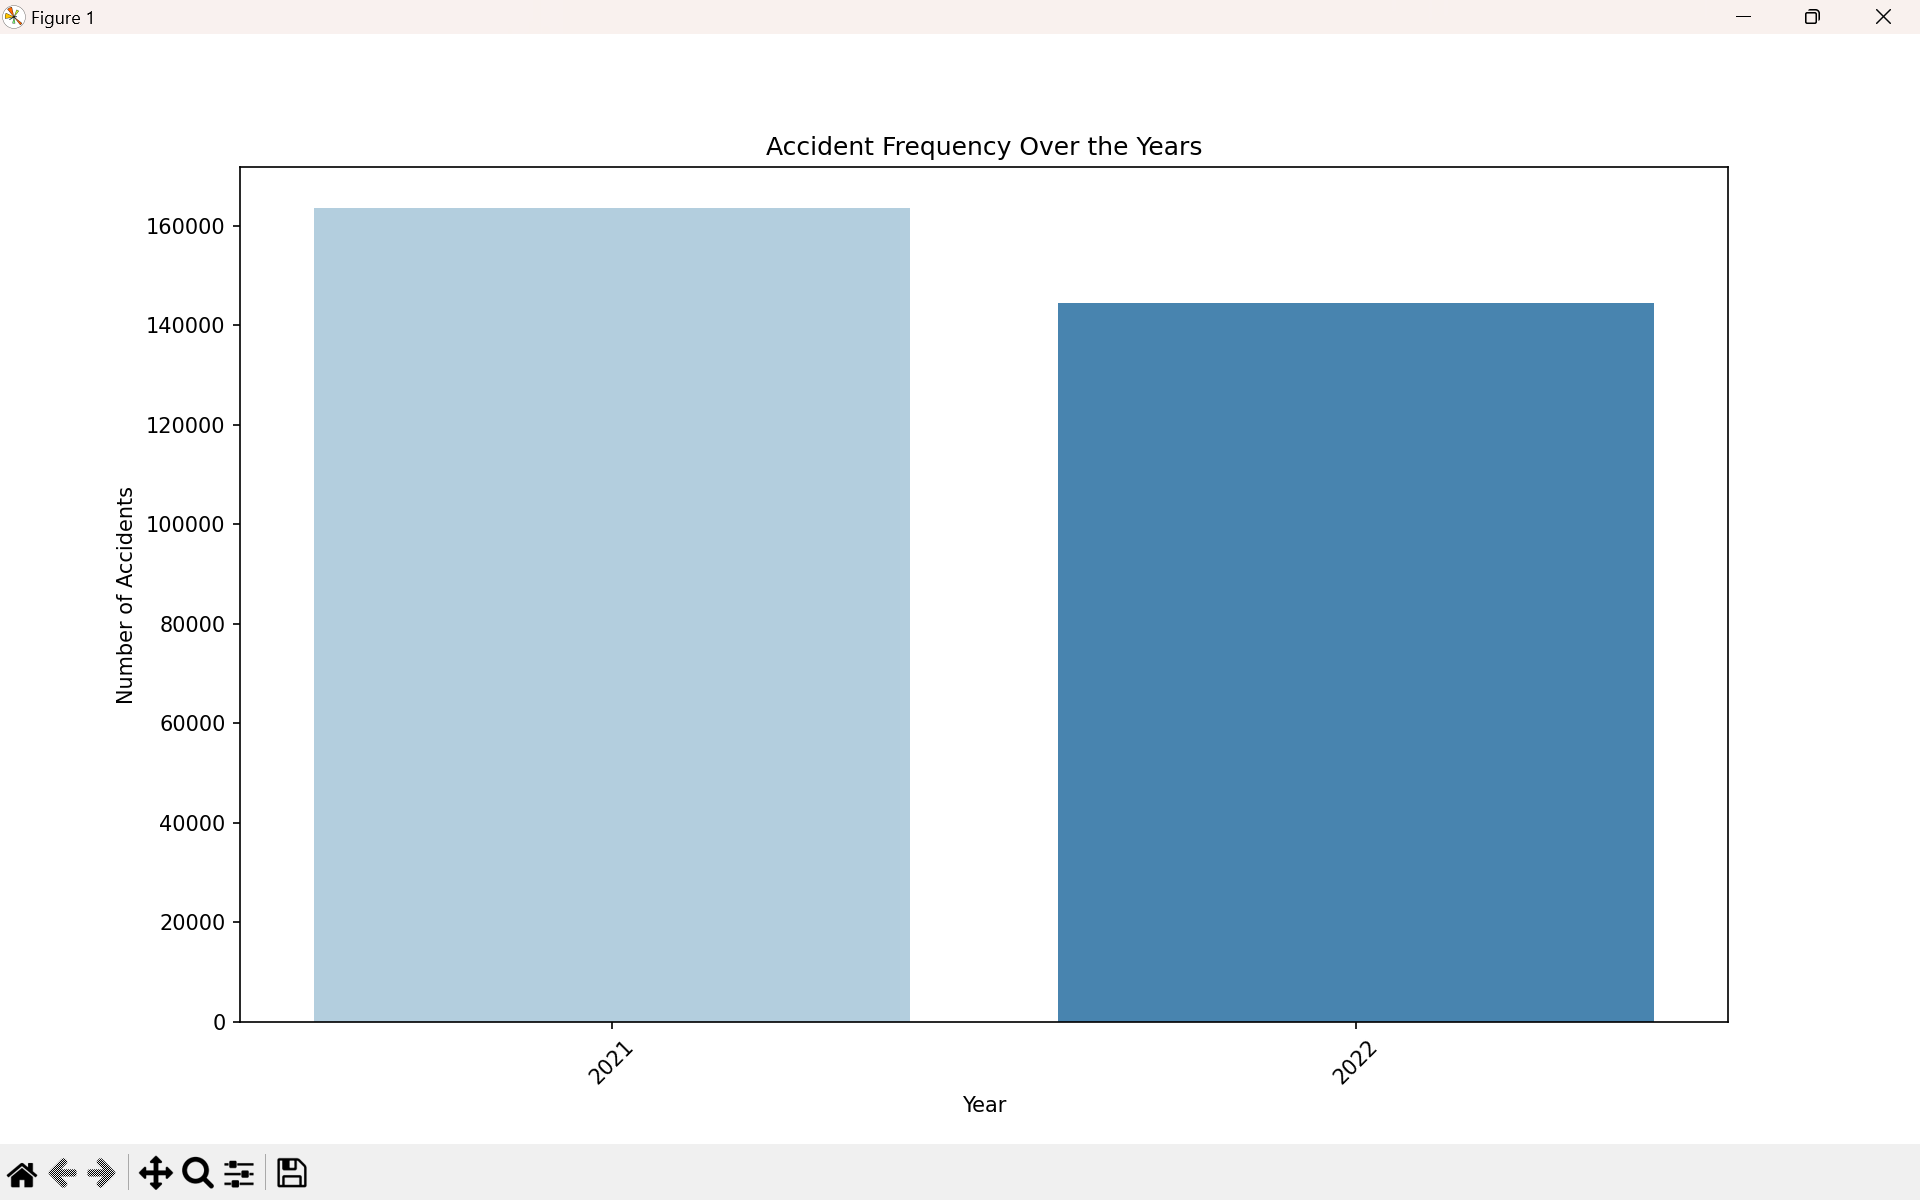 Figure 1
Accident Frequency Over the Years
160000
140000
120000
100000
80000
60000
40000
20000
0
Number of Accidents
2021
2022
Year